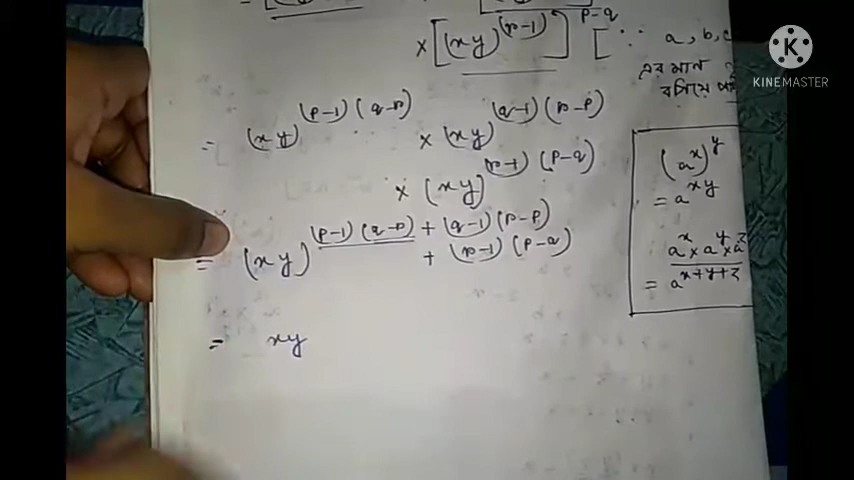 × [(xy)^(r-1)]^p-q [∵ a, b, c
এর মান
বসিয়ে পাই
= (xy)^(p-1)(q-r) × (xy)^(q-1)(r-p)
× (xy)^(r-1)(p-q)
= (xy)^(p-1)(q-r) + (q-1)(r-p)
+ (r-1)(p-q)
= xy
(a^x)^y
= a^xy
a^x × a^y × a^z
= a^x+y+z
K
KINEMASTER